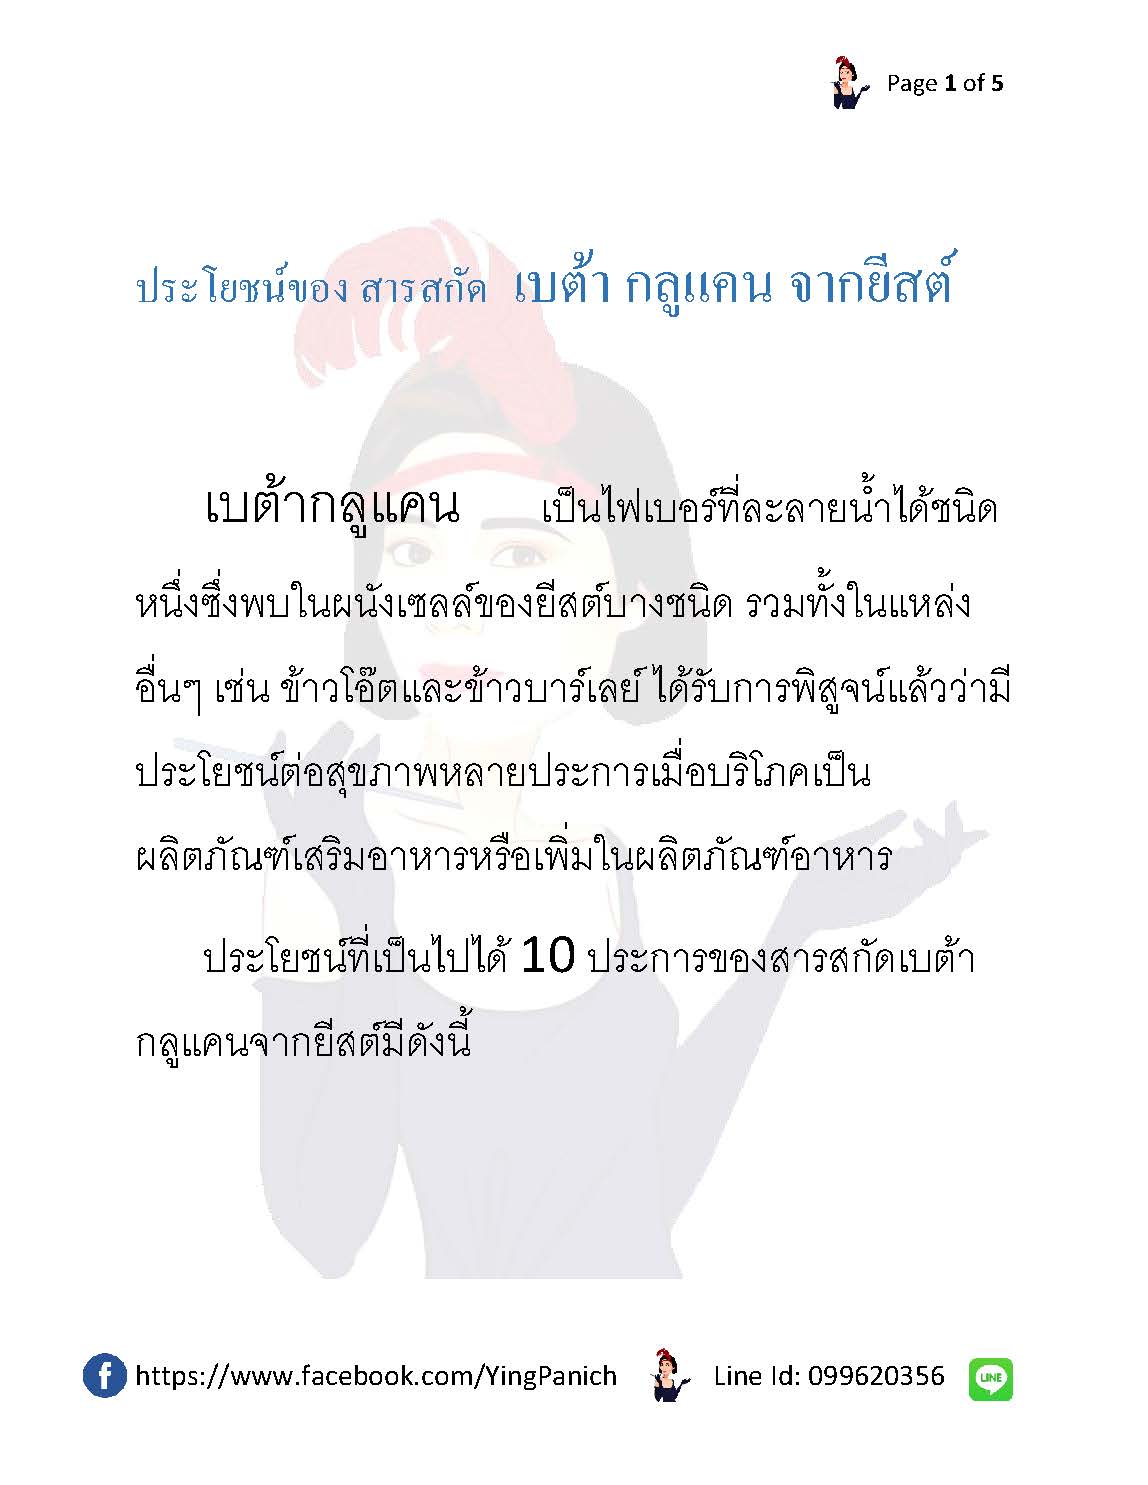 Page 1 of 5
ประโยชน์ของ สารสกัด เบต้า กลูแคน จากยีสต์
เบต้ากลูแคน เป็นไฟเบอร์ที่ละลายน้ำได้ชนิด
หนึ่งซึ่งพบในผนังเซลล์ของยีสต์บางชนิด รวมทั้งในแหล่ง
อื่นๆ เช่น ข้าวโอ๊ตและข้าวบาร์เลย์ ได้รับการพิสูจน์แล้วว่ามี
ประโยชน์ต่อสุขภาพหลายประการเมื่อบริโภคเป็น
ผลิตภัณฑ์เสริมอาหารหรือเพิ่มในผลิตภัณฑ์อาหาร
ประโยชน์ที่เป็นไปได้ 10 ประการของสารสกัดเบต้า
กลูแคนจากยีสต์มีดังนี้
f https://www.facebook.com/YingPanich Line Id: 099620356 LINE